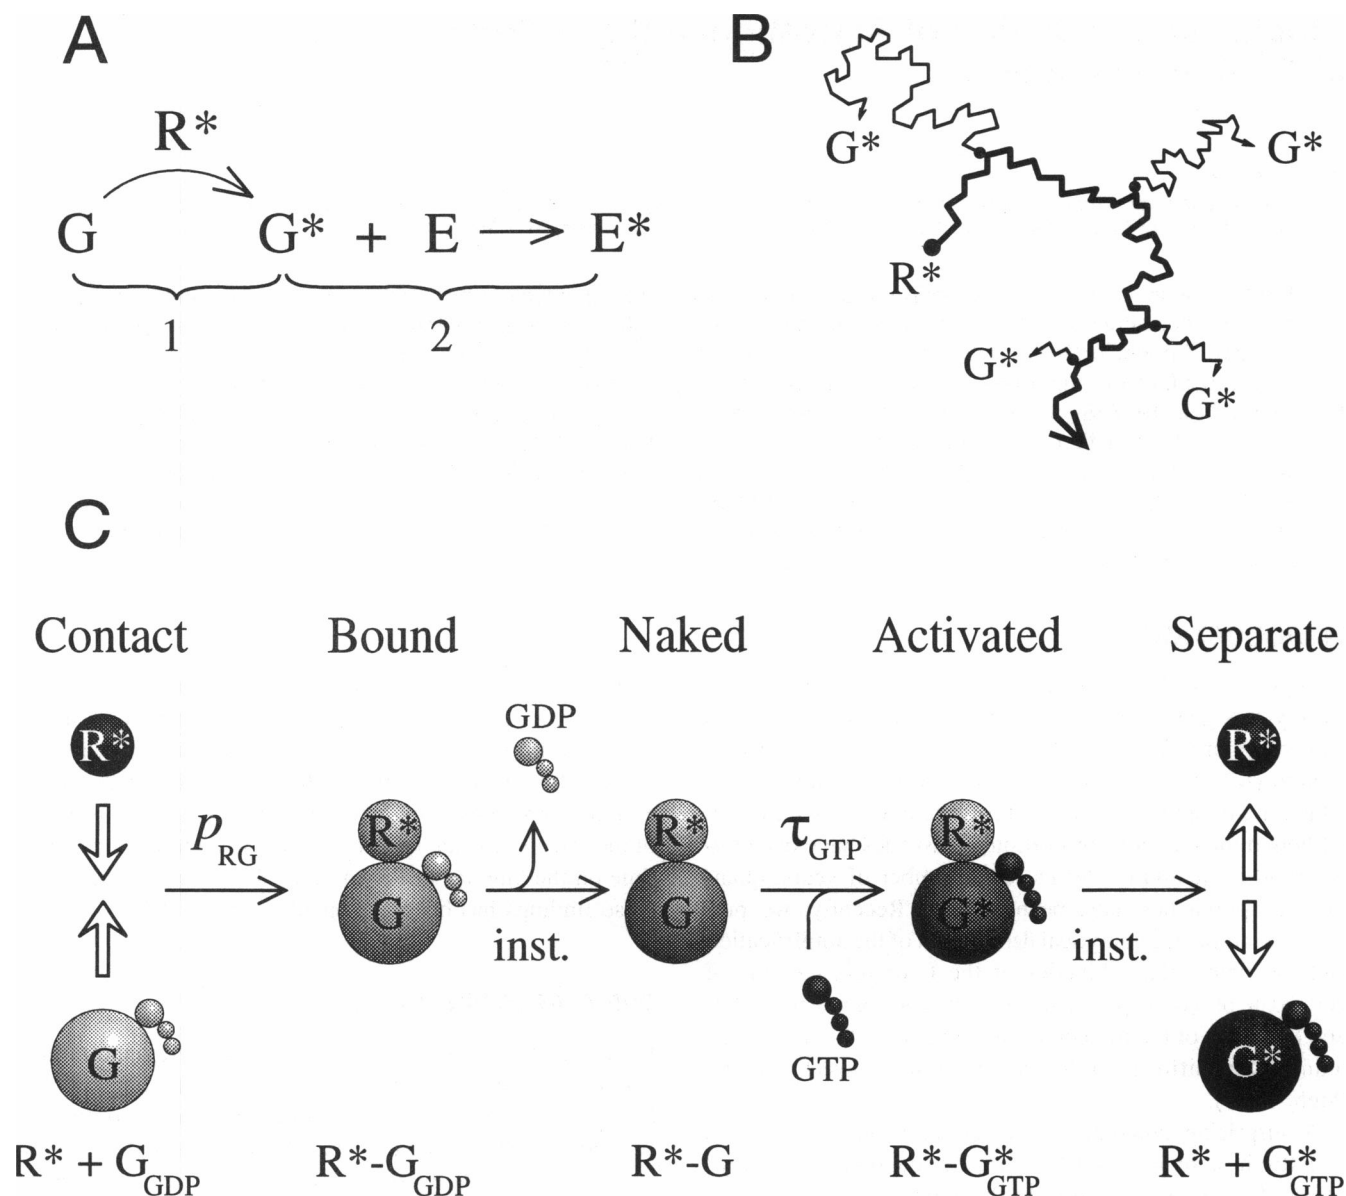 A
R*
G G* + E → E*
1 2
B
G*
G*
R*
G*
G*
C
Contact Bound Naked Activated Separate
GDP
R* R* R* R* R*
p_RG τ_GTP
G G G* 
inst. inst.
G G*
GTP
R* + G_GDP R*-G_GDP R*-G R*-G*_GTP R* + G*_GTP